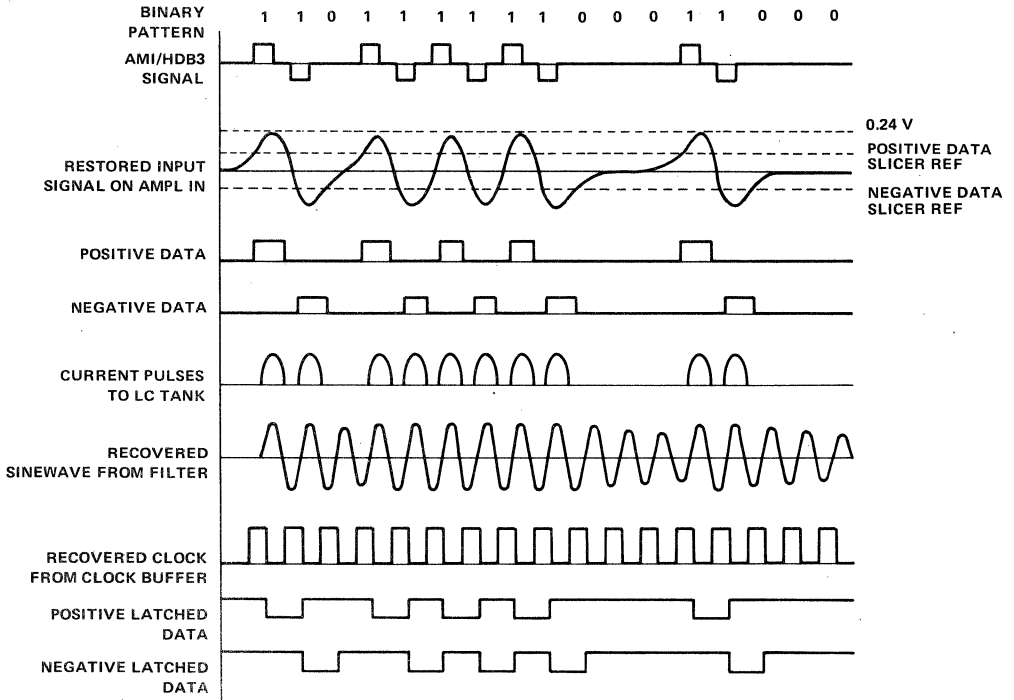 BINARY
PATTERN
1 1 0 1 1 1 1 1 1 0 0 0 1 1 0 0 0
AMI/HDB3
SIGNAL
0.24 V
POSITIVE DATA
SLICER REF
RESTORED INPUT
SIGNAL ON AMPL IN
NEGATIVE DATA
SLICER REF
POSITIVE DATA
NEGATIVE DATA
CURRENT PULSES
TO LC TANK
RECOVERED
SINEWAVE FROM FILTER
RECOVERED CLOCK
FROM CLOCK BUFFER
POSITIVE LATCHED
DATA
NEGATIVE LATCHED
DATA